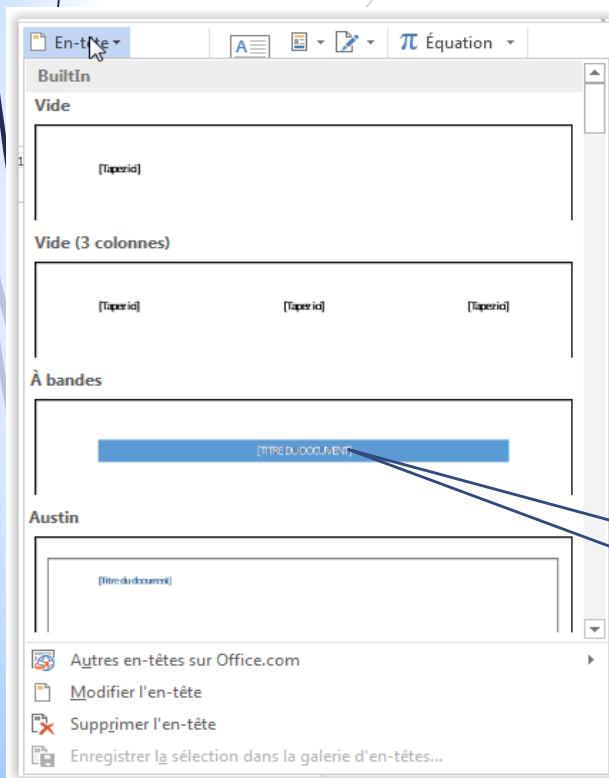 En-tête
π Équation
BuiltIn
Vide
1
[Tapez ici]
Vide (3 colonnes)
[Tapez ici] [Tapez ici] [Tapez ici]
À bandes
[TITRE DU DOCUMENT]
Austin
[Titre du document]
Autres en-têtes sur Office.com
Modifier l'en-tête
Supprimer l'en-tête
Enregistrer la sélection dans la galerie d'en-têtes...